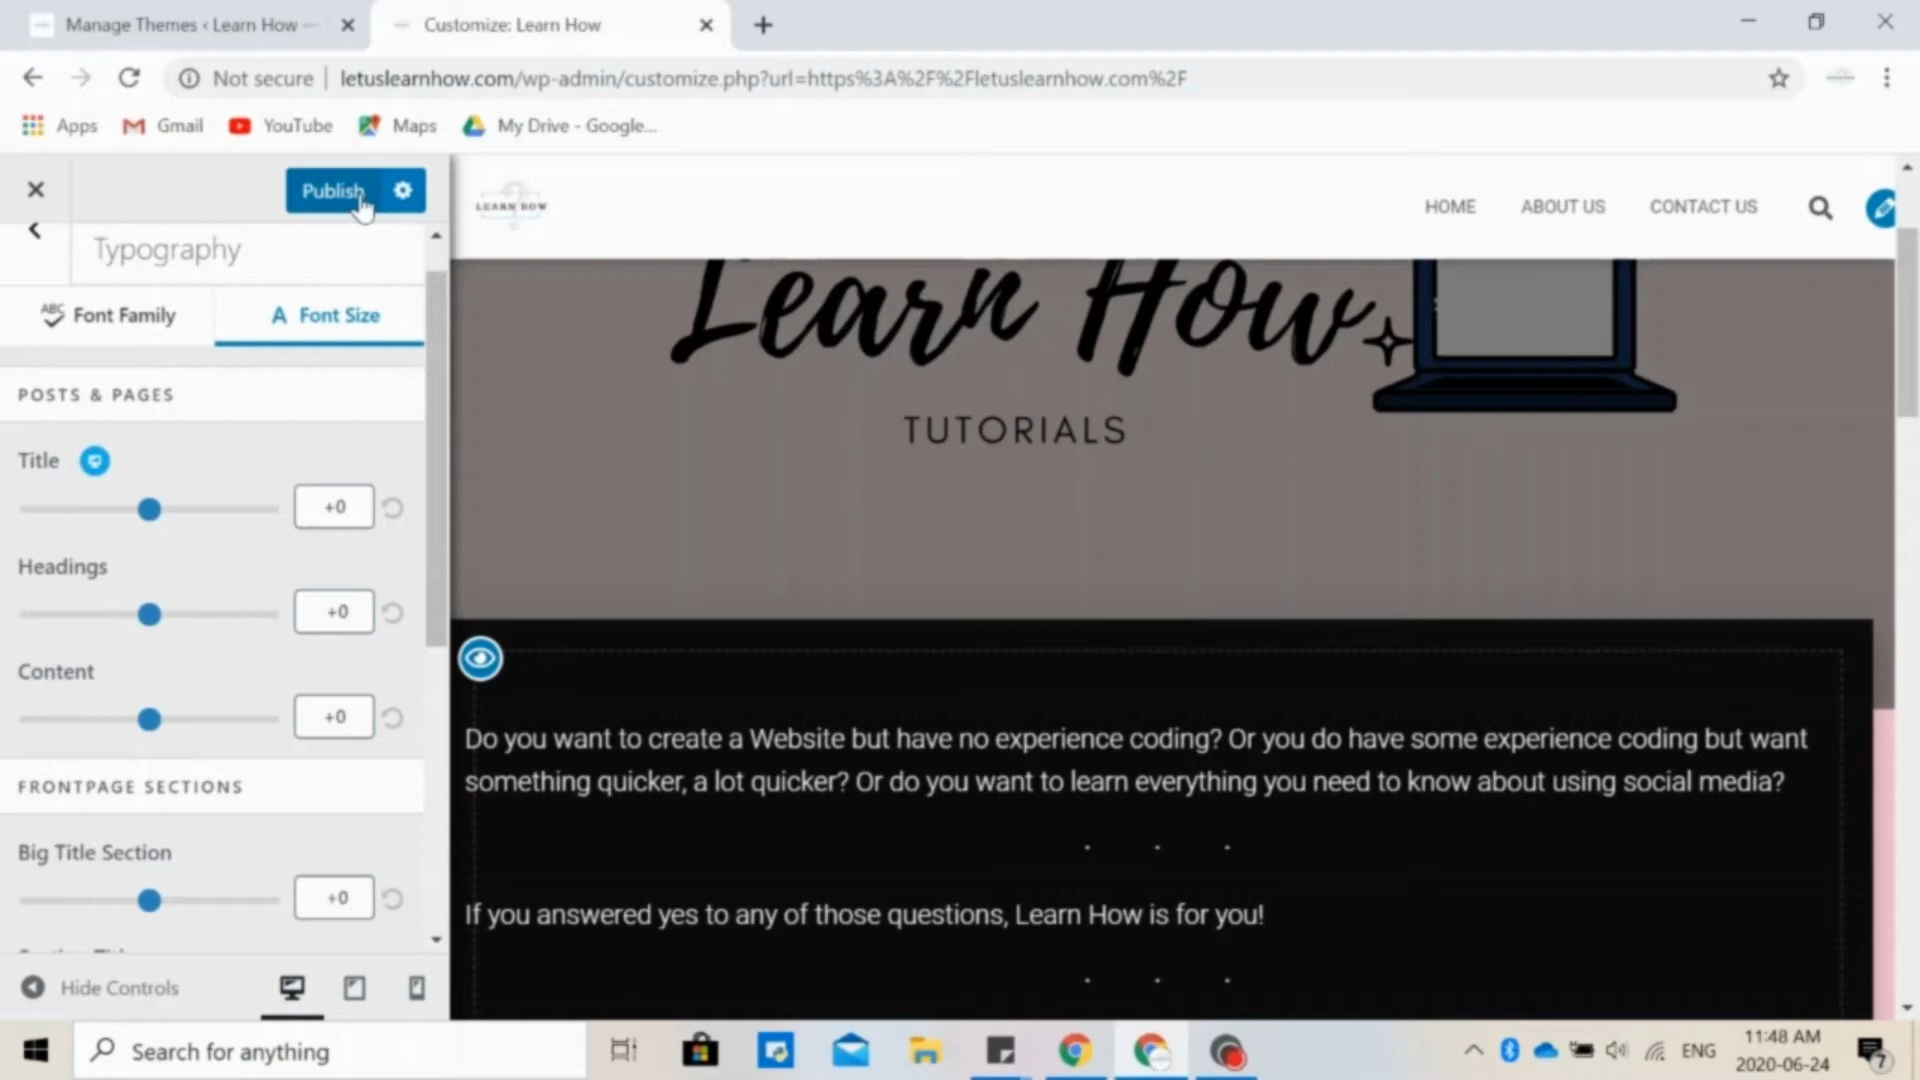 Manage Themes ‹ Learn How —
Customize: Learn How
Not secure
letuslearnhow.com/wp-admin/customize.php?url=https%3A%2F%2Fletuslearnhow.com%2F
Apps
Gmail
YouTube
Maps
My Drive - Google...
Publish
Typography
ABC
Font Family
A Font Size
POSTS & PAGES
Title
+0
Headings
+0
Content
+0
FRONTPAGE SECTIONS
Big Title Section
+0
Hide Controls
LEARN HOW
HOME
ABOUT US
CONTACT US
Learn How
TUTORIALS
Do you want to create a Website but have no experience coding? Or you do have some experience coding but want
something quicker, a lot quicker? Or do you want to learn everything you need to know about using social media?
. . .
If you answered yes to any of those questions, Learn How is for you!
. . .
Search for anything
ENG
11:48 AM
2020-06-24
7